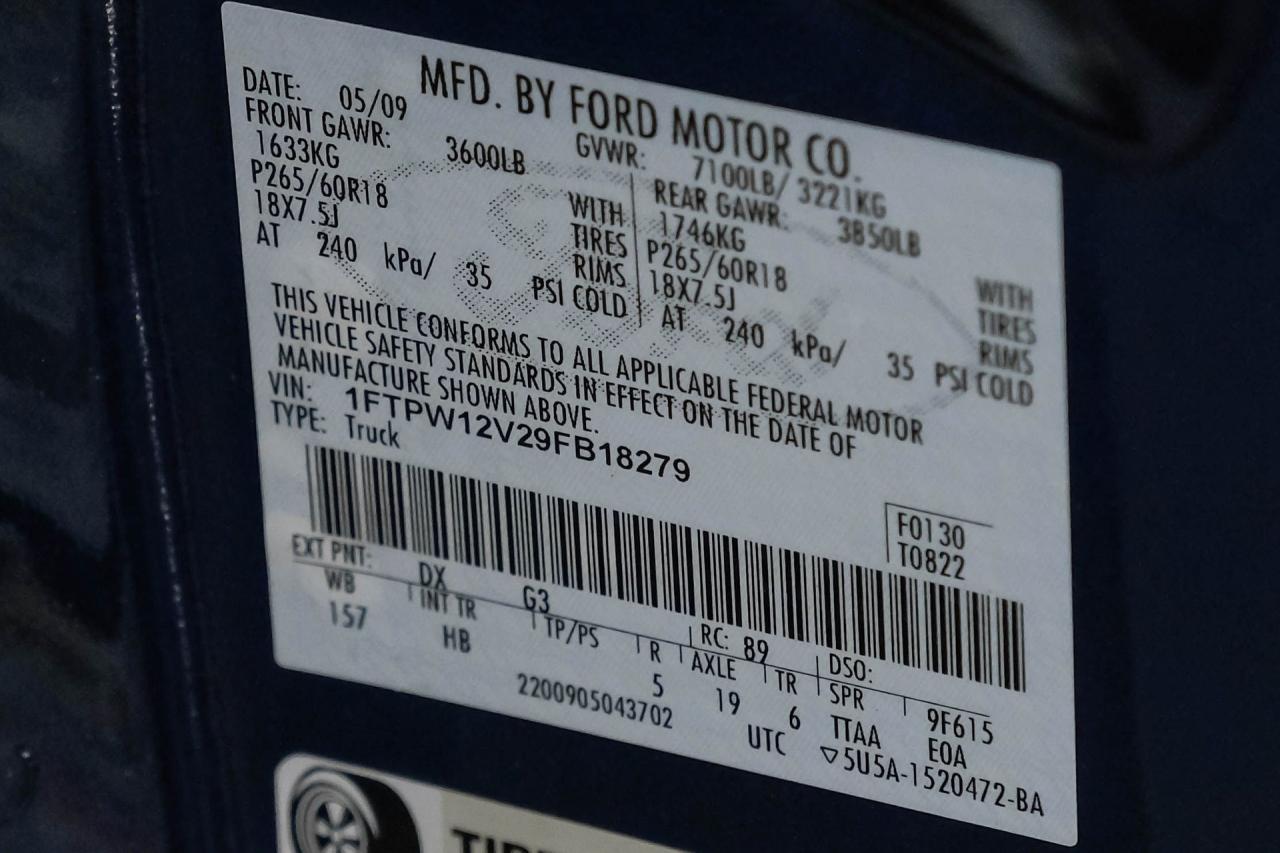 MFD. BY FORD MOTOR CO.
DATE: 05/09 GVWR: 7100LB/ 3221KG
FRONT GAWR: 3600LB REAR GAWR: 3850LB
1633KG WITH 1746KG WITH
P265/60R18 TIRES P265/60R18 TIRES
18X7.5J RIMS 18X7.5J RIMS
AT 240 kPa/ 35 PSI COLD AT 240 kPa/ 35 PSI COLD
THIS VEHICLE CONFORMS TO ALL APPLICABLE FEDERAL MOTOR
VEHICLE SAFETY STANDARDS IN EFFECT ON THE DATE OF
MANUFACTURE SHOWN ABOVE.
VIN: 1FTPW12V29FB18279
TYPE: Truck
F0130
T0822
EXT PNT: DX G3 RC: 89 DSO:
WB INT TR TP/PS R AXLE TR SPR 9F615
157 HB 5 19 6 TTAA E0A
2200905043702 UTC ▽5U5A-1520472-BA